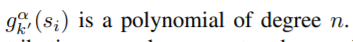 g^α_{k′}(s_i) is a polynomial of degree n.